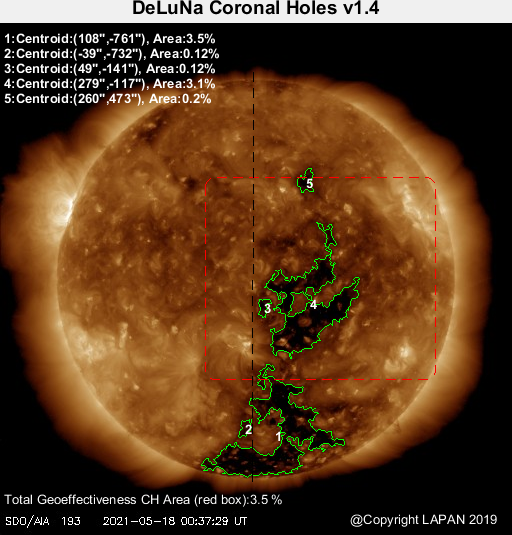 DeLuNa Coronal Holes v1.4
1:Centroid:(108",-761"), Area:3.5%
2:Centroid:(-39",-732"), Area:0.12%
3:Centroid:(49",-141"), Area:0.12%
4:Centroid:(279",-117"), Area:3.1%
5:Centroid:(260",473"), Area:0.2%
5
4
3
2
1
Total Geoeffectiveness CH Area (red box):3.5 %
SDO/AIA 193 2021-05-18 00:37:29 UT
@Copyright LAPAN 2019